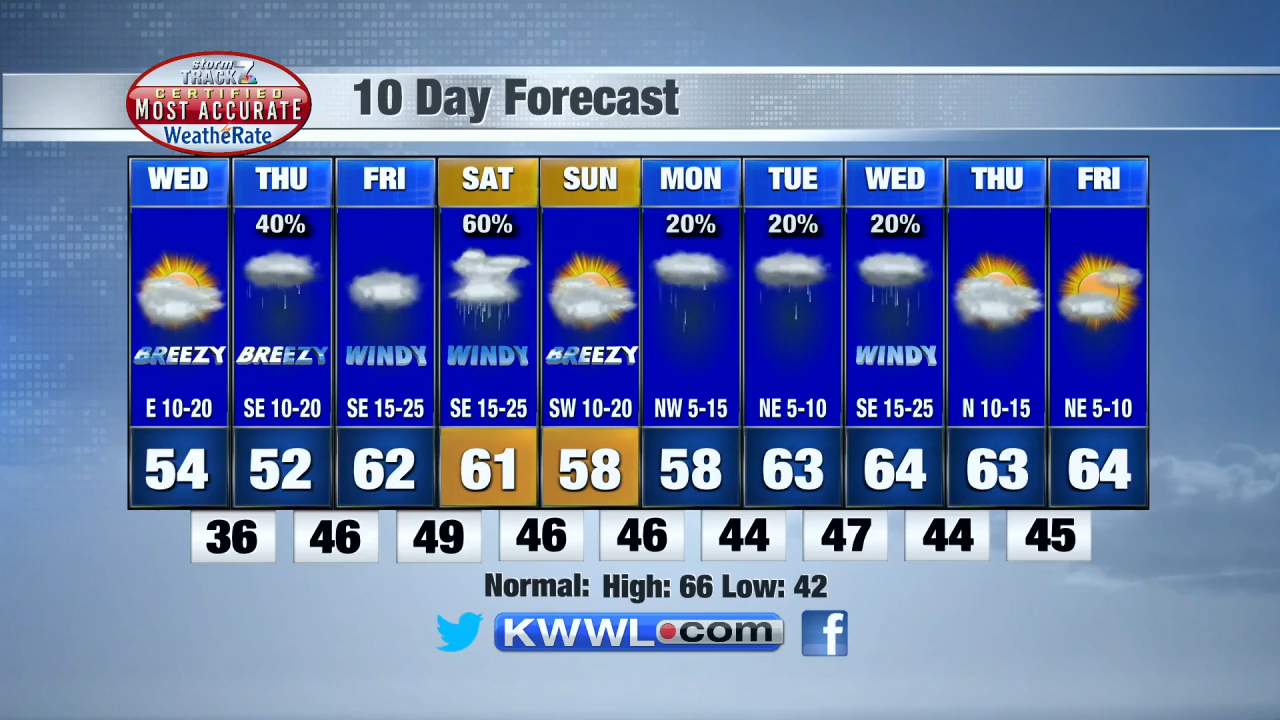 storm
TRACK 7
CERTIFIED
MOST ACCURATE
WeatheRate
10 Day Forecast
WED THU FRI SAT SUN MON TUE WED THU FRI
40% 60% 20% 20% 20%
BREEZY BREEZY WINDY WINDY BREEZY WINDY
E 10-20 SE 10-20 SE 15-25 SE 15-25 SW 10-20 NW 5-15 NE 5-10 SE 15-25 N 10-15 NE 5-10
54 52 62 61 58 58 63 64 63 64
36 46 49 46 46 44 47 44 45
Normal: High: 66 Low: 42
KWWL.com f